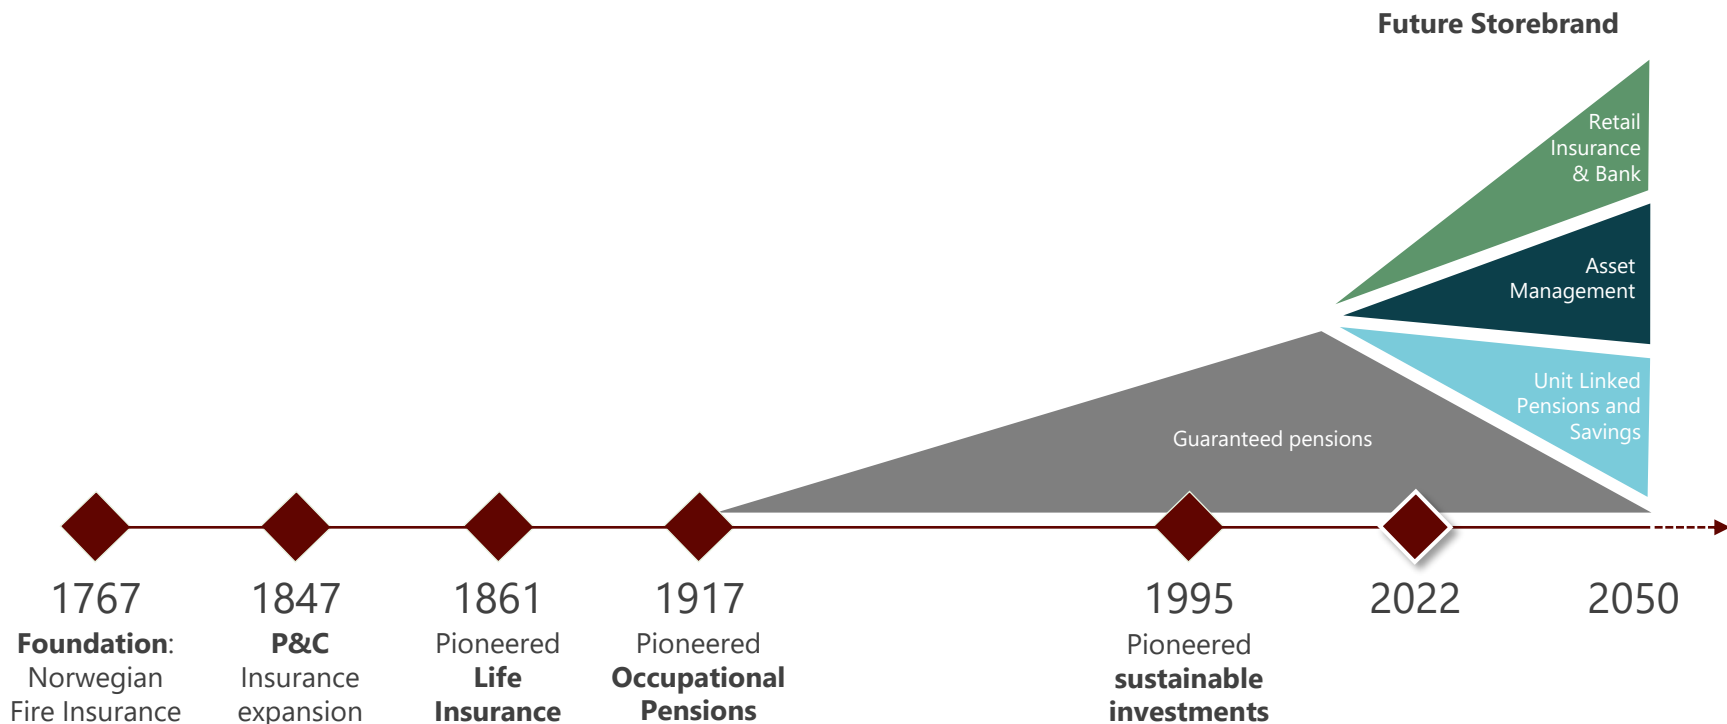 Future Storebrand
Retail
Insurance
& Bank
Asset
Management
Unit Linked
Pensions and
Savings
Guaranteed pensions
1767
Foundation:
Norwegian
Fire Insurance
1847
P&C
Insurance
expansion
1861
Pioneered
Life
Insurance
1917
Pioneered
Occupational
Pensions
1995
Pioneered
sustainable
investments
2022
2050